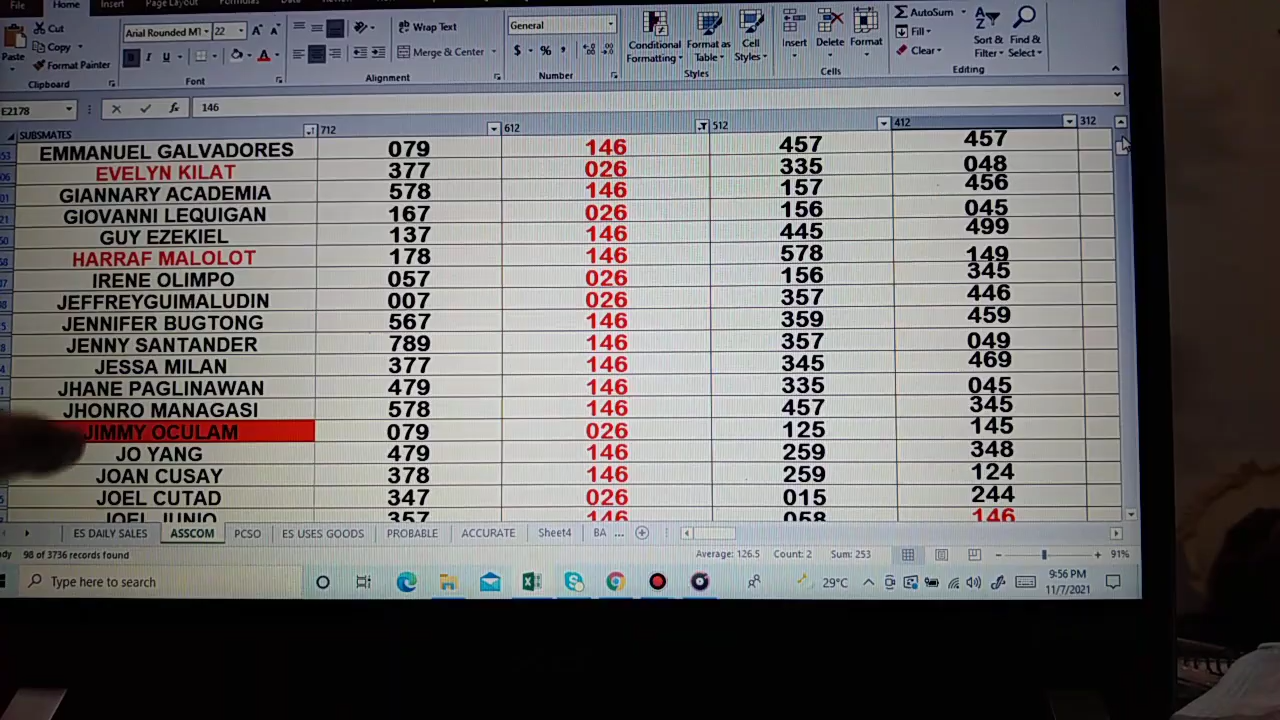 File Home Insert Page Layout Formulas
Cut Arial Rounded MT 22 Wrap Text General AutoSum
Copy Fill
Paste Format Painter Merge & Center Conditional Formatting Format as Table Cell Styles Insert Delete Format Clear Sort & Filter Find & Select
Clipboard Font Alignment Number Styles Cells Editing
E2178 146
SUBSMATES 712 612 512 412 312
EMMANUEL GALVADORES 079 146 457 457
EVELYN KILAT 377 026 335 048
GIANNARY ACADEMIA 578 146 157 456
GIOVANNI LEQUIGAN 167 026 156 045
GUY EZEKIEL 137 146 445 499
HARRAF MALOLOT 178 146 578 149
IRENE OLIMPO 057 026 156 345
JEFFREYGUIMALUDIN 007 026 357 446
JENNIFER BUGTONG 567 146 359 459
JENNY SANTANDER 789 146 357 049
JESSA MILAN 377 146 345 469
JHANE PAGLINAWAN 479 146 335 045
JHONRO MANAGASI 578 146 457 345
JIMMY OCULAM 079 026 125 145
JO YANG 479 146 259 348
JOAN CUSAY 378 146 259 124
JOEL CUTAD 347 026 015 244
JOEL JUNIO 357 146 058 146
ES DAILY SALES ASSCOM PCSO ES USES GOODS PROBABLE ACCURATE Sheet4 BA ...
98 of 3736 records found Average: 126.5 Count: 2 Sum: 253 91%
Type here to search 29°C 9:56 PM
11/7/2021